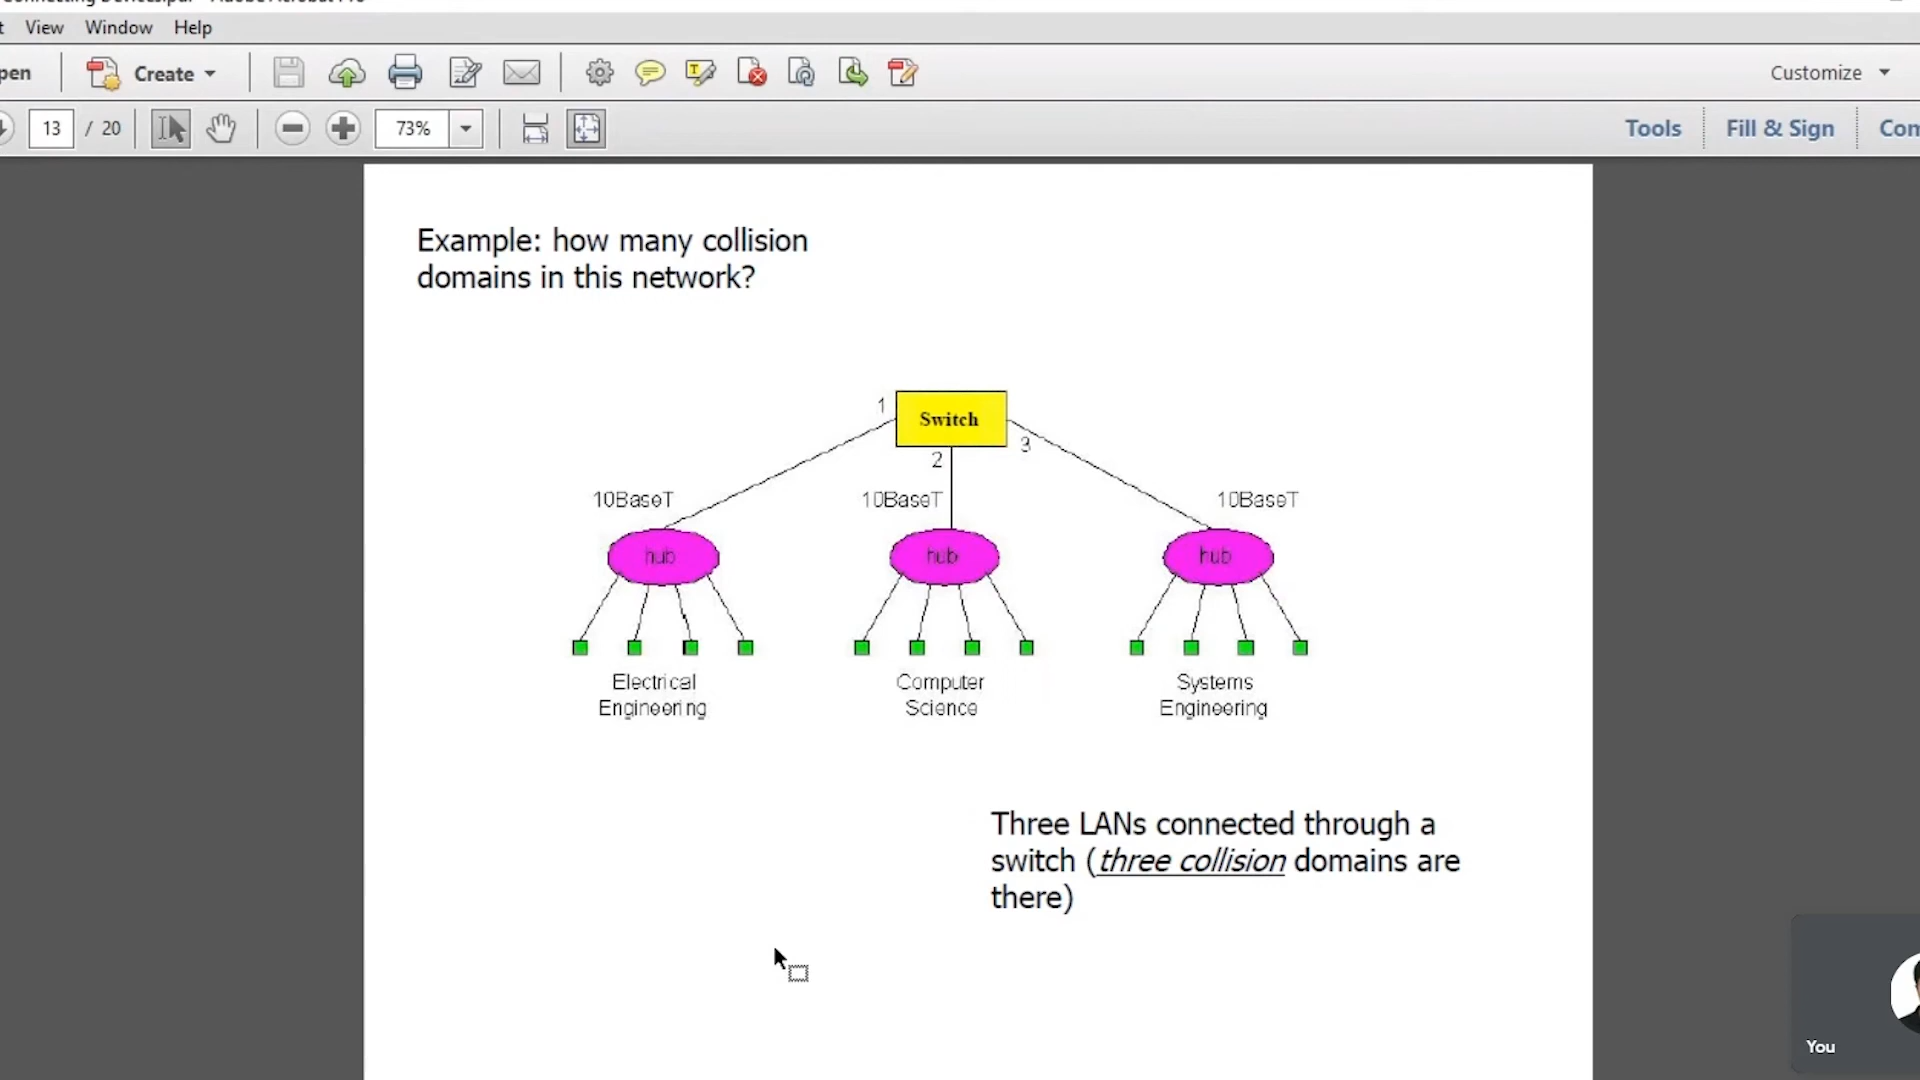 View Window Help
Create
Customize
13 / 20
73%
Tools
Fill & Sign
Example: how many collision
domains in this network?
1
Switch
2
3
10BaseT
10BaseT
10BaseT
hub
hub
hub
Electrical
Engineering
Computer
Science
Systems
Engineering
Three LANs connected through a
switch (three collision domains are
there)
You